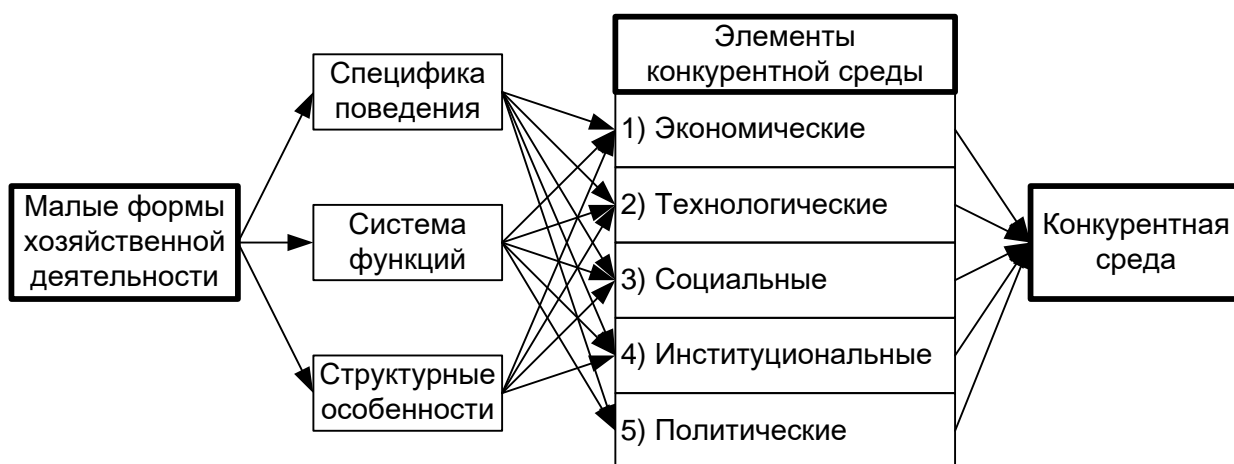 Малые формы
хозяйственной
деятельности
Специфика
поведения
Система
функций
Структурные
особенности
Элементы
конкурентной среды
1) Экономические
2) Технологические
3) Социальные
4) Институциональные
5) Политические
Конкурентная
среда